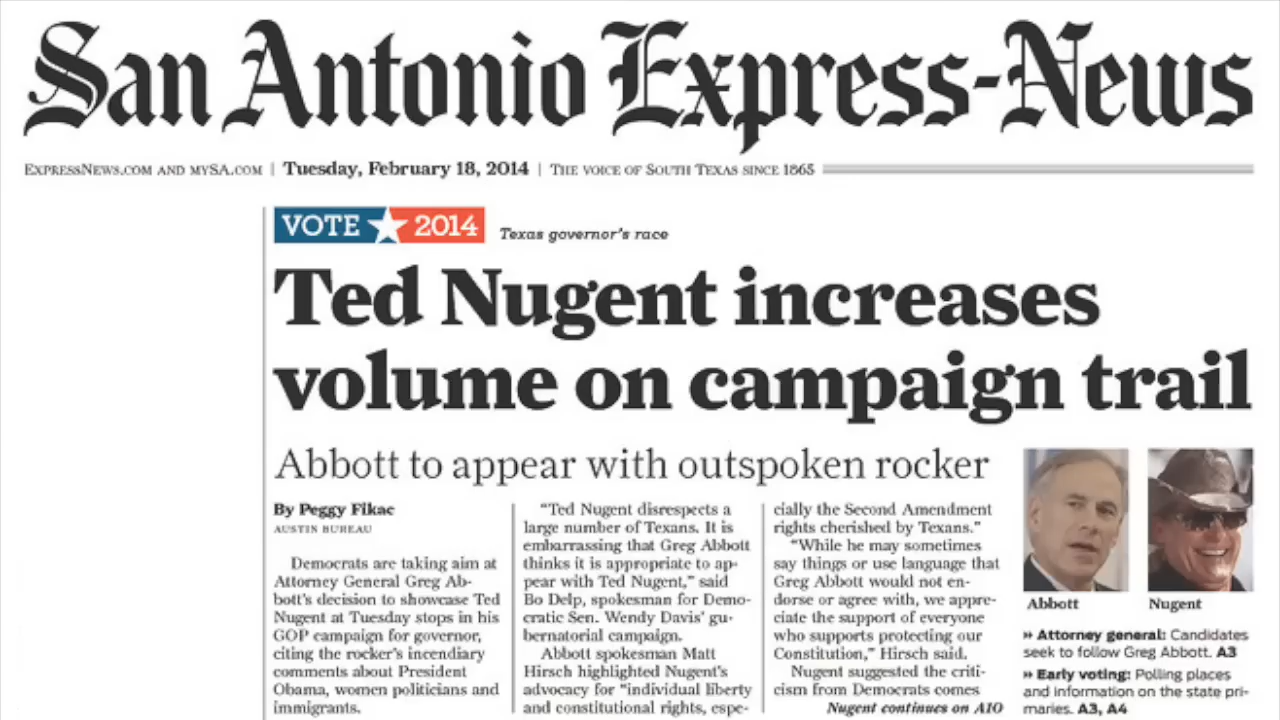 San Antonio Express-News
ExpressNews.com and mySA.com | Tuesday, February 18, 2014 | The voice of South Texas since 1865
VOTE 2014 Texas governor's race
Ted Nugent increases
volume on campaign trail
Abbott to appear with outspoken rocker
By Peggy Fikac
AUSTIN BUREAU
Democrats are taking aim at
Attorney General Greg Ab-
bott's decision to showcase Ted
Nugent at Tuesday stops in his
GOP campaign for governor,
citing the rocker's incendiary
comments about President
Obama, women politicians and
immigrants.
"Ted Nugent disrespects a
large number of Texans. It is
embarrassing that Greg Abbott
thinks it is appropriate to ap-
pear with Ted Nugent," said
Bo Delp, spokesman for Demo-
cratic Sen. Wendy Davis' gu-
bernatorial campaign.
Abbott spokesman Matt
Hirsch highlighted Nugent's
advocacy for "individual liberty
and constitutional rights, espe-
cially the Second Amendment
rights cherished by Texans."
"While he may sometimes
say things or use language that
Greg Abbott would not en-
dorse or agree with, we appre-
ciate the support of everyone
who supports protecting our
Constitution," Hirsch said.
Nugent suggested the criti-
cism from Democrats comes
Nugent continues on A10
Abbott
Nugent
» Attorney general: Candidates
seek to follow Greg Abbott. A3
» Early voting: Polling places
and information on the state pri-
maries. A3, A4